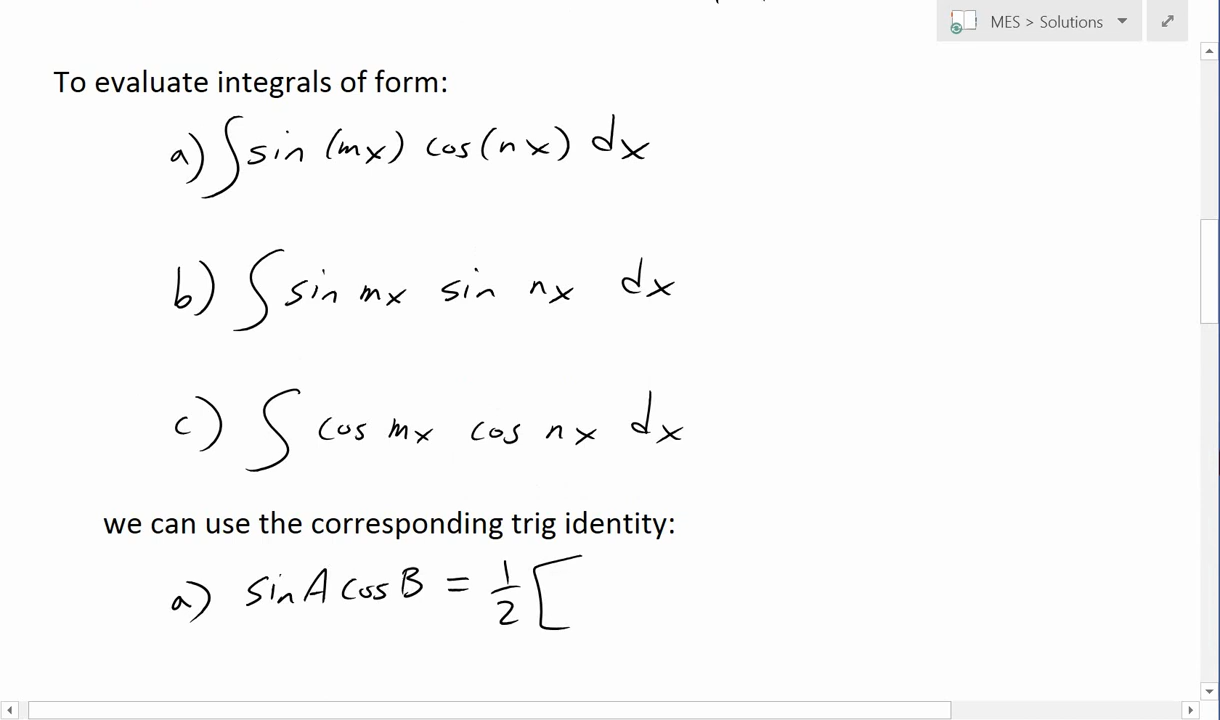 MES > Solutions
To evaluate integrals of form:
a) ∫ sin (mx) cos(nx) dx
b) ∫ sin mx sin nx dx
c) ∫ cos mx cos nx dx
we can use the corresponding trig identity:
a) sin A cos B = 1/2 [